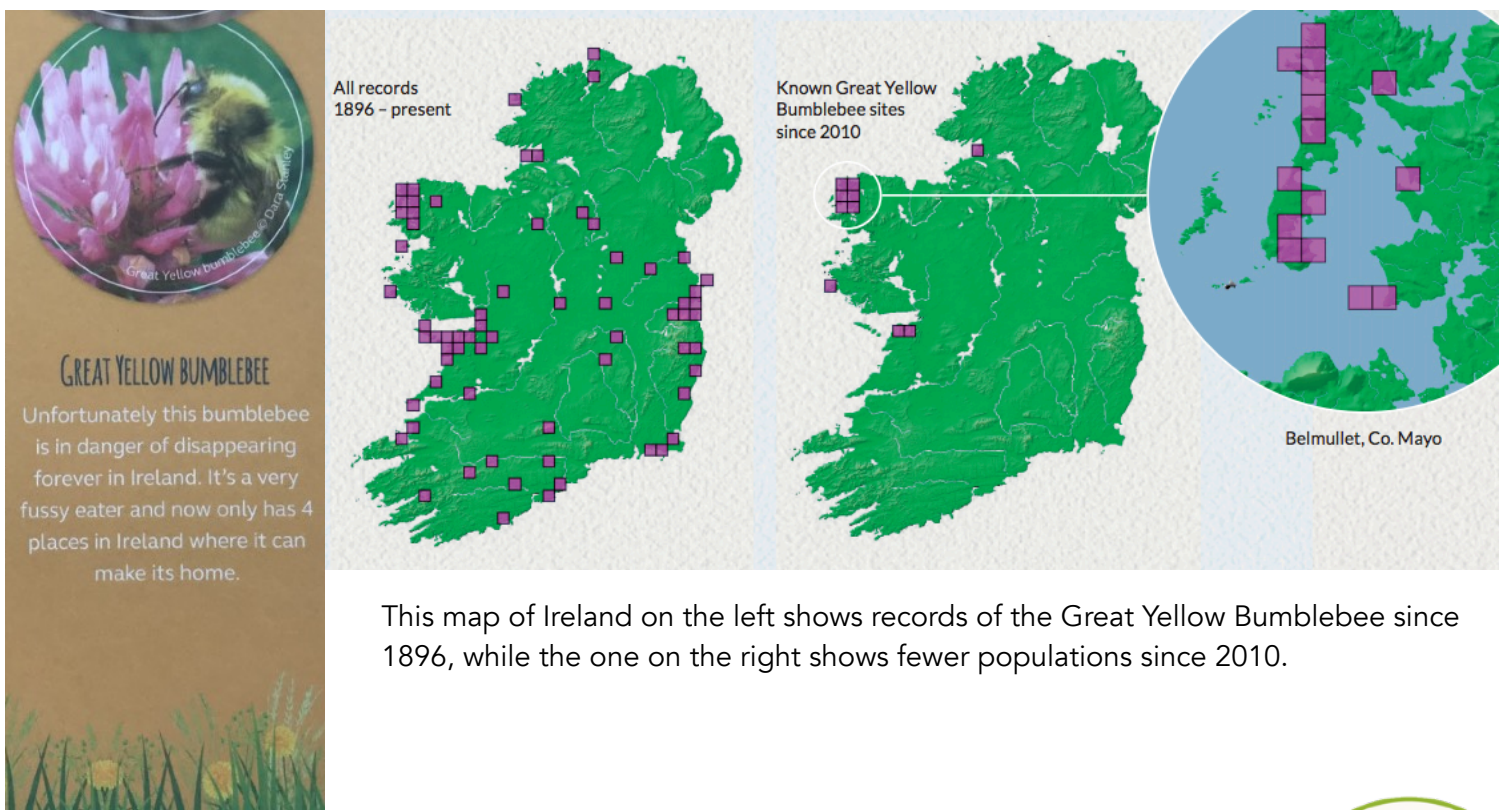 Great Yellow bumblebee © Dara Stanley
GREAT YELLOW BUMBLEBEE
Unfortunately this bumblebee
is in danger of disappearing
forever in Ireland. It's a very
fussy eater and now only has 4
places in Ireland where it can
make its home.
All records
1896 – present
Known Great Yellow
Bumblebee sites
since 2010
Belmullet, Co. Mayo
This map of Ireland on the left shows records of the Great Yellow Bumblebee since
1896, while the one on the right shows fewer populations since 2010.